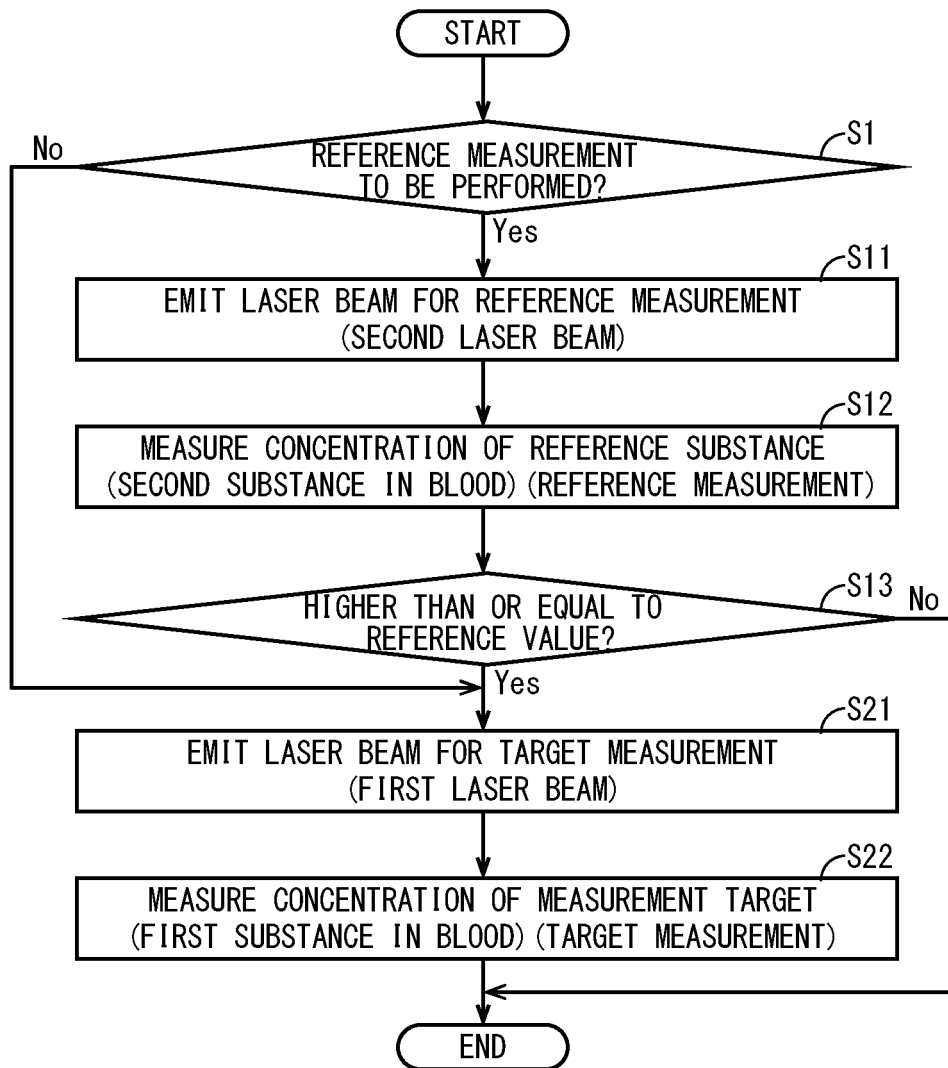 START
S1
No
REFERENCE MEASUREMENT
TO BE PERFORMED?
Yes
S11
EMIT LASER BEAM FOR REFERENCE MEASUREMENT
(SECOND LASER BEAM)
S12
MEASURE CONCENTRATION OF REFERENCE SUBSTANCE
(SECOND SUBSTANCE IN BLOOD)(REFERENCE MEASUREMENT)
S13
No
HIGHER THAN OR EQUAL TO
REFERENCE VALUE?
Yes
S21
EMIT LASER BEAM FOR TARGET MEASUREMENT
(FIRST LASER BEAM)
S22
MEASURE CONCENTRATION OF MEASUREMENT TARGET
(FIRST SUBSTANCE IN BLOOD)(TARGET MEASUREMENT)
END